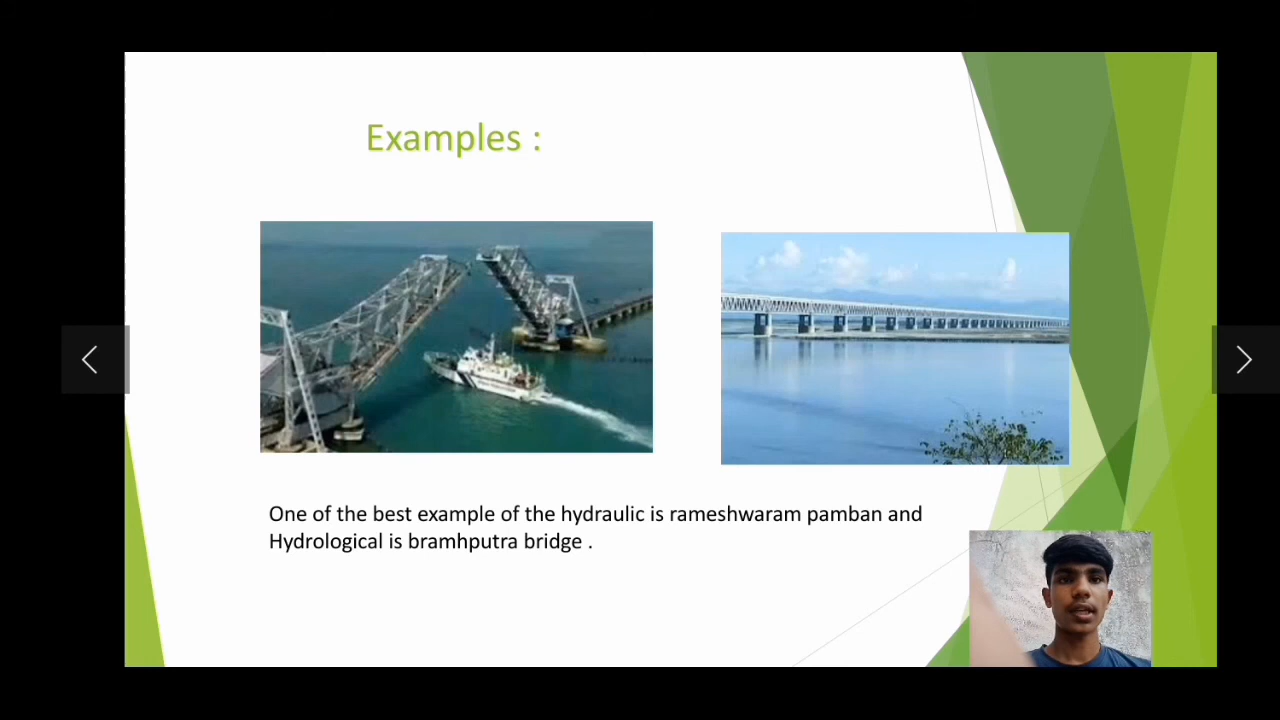 Examples :
One of the best example of the hydraulic is rameshwaram pamban and
Hydrological is bramhputra bridge .